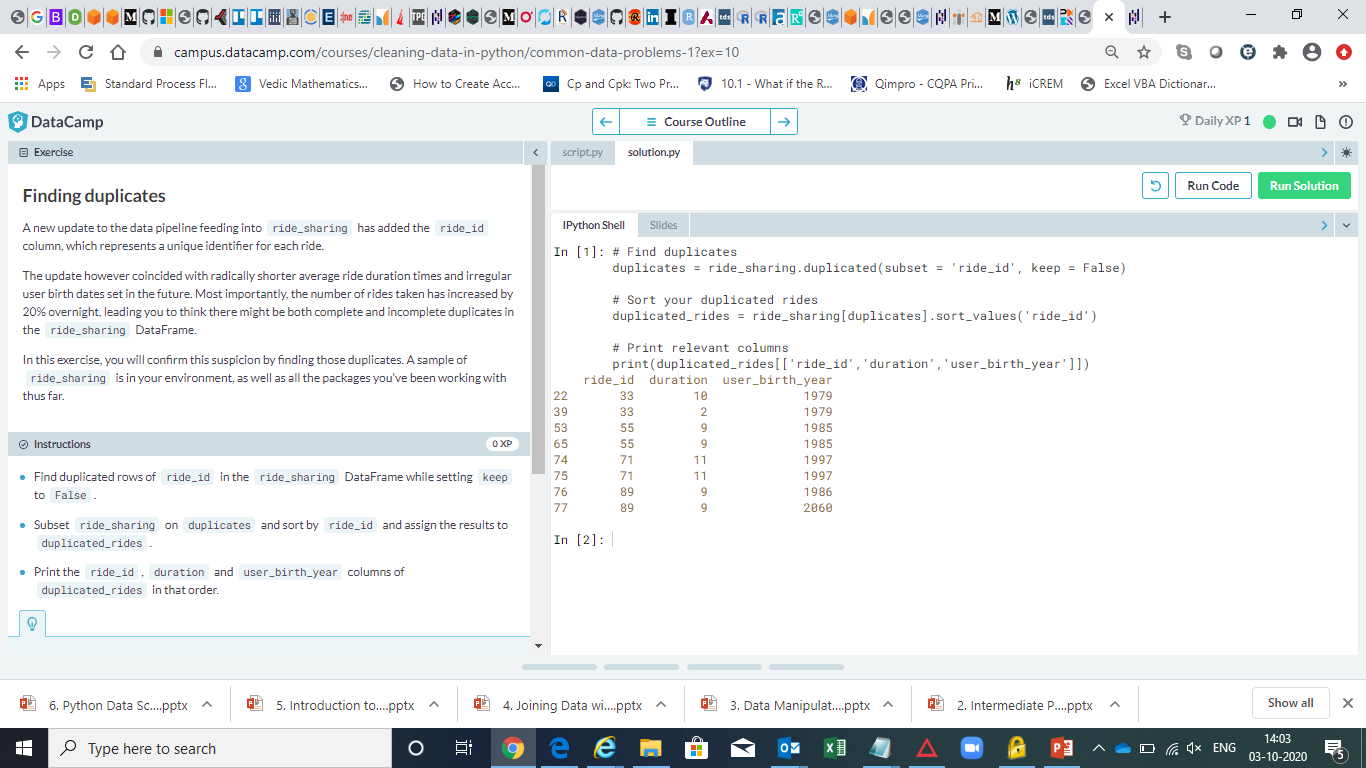 campus.datacamp.com/courses/cleaning-data-in-python/common-data-problems-1?ex=10
Apps Standard Process Fl... Vedic Mathematics... How to Create Acc... Cp and Cpk: Two Pr... 10.1 - What if the R... Qimpro - CQPA Pri... iCREM Excel VBA Dictionar... »
DataCamp
Course Outline
Daily XP 1
Exercise
Finding duplicates
A new update to the data pipeline feeding into ride_sharing has added the ride_id
column, which represents a unique identifier for each ride.
The update however coincided with radically shorter average ride duration times and irregular
user birth dates set in the future. Most importantly, the number of rides taken has increased by
20% overnight, leading you to think there might be both complete and incomplete duplicates in
the ride_sharing DataFrame.
In this exercise, you will confirm this suspicion by finding those duplicates. A sample of
ride_sharing is in your environment, as well as all the packages you've been working with
thus far.
Instructions
0 XP
Find duplicated rows of ride_id in the ride_sharing DataFrame while setting keep
to False .
Subset ride_sharing on duplicates and sort by ride_id and assign the results to
duplicated_rides .
Print the ride_id , duration and user_birth_year columns of
duplicated_rides in that order.
script.py solution.py
Run Code Run Solution
IPython Shell Slides
In [1]: # Find duplicates
duplicates = ride_sharing.duplicated(subset = 'ride_id', keep = False)
# Sort your duplicated rides
duplicated_rides = ride_sharing[duplicates].sort_values('ride_id')
# Print relevant columns
print(duplicated_rides[['ride_id','duration','user_birth_year']])
ride_id duration user_birth_year
22 33 10 1979
39 33 2 1979
53 55 9 1985
65 55 9 1985
74 71 11 1997
75 71 11 1997
76 89 9 1986
77 89 9 2060
In [2]:
6. Python Data Sc....pptx 5. Introduction to....pptx 4. Joining Data wi....pptx 3. Data Manipulat....pptx 2. Intermediate P....pptx Show all
Type here to search
ENG
14:03
03-10-2020
5